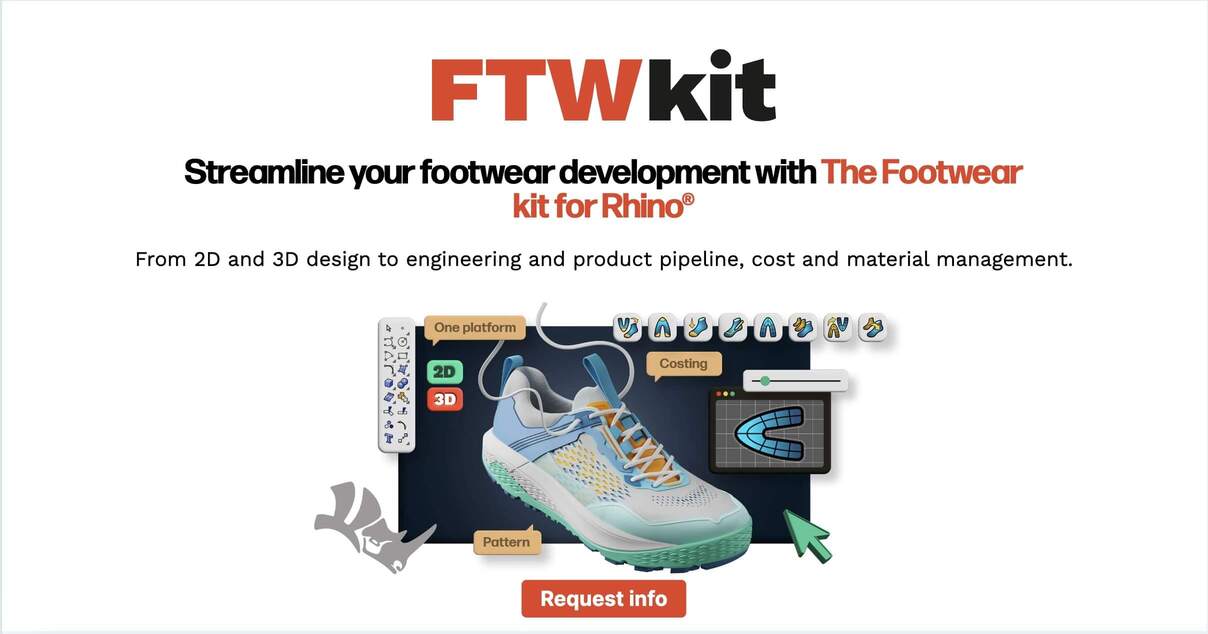 FTWkit
Streamline your footwear development with The Footwear
kit for Rhino®
From 2D and 3D design to engineering and product pipeline, cost and material management.
One platform
Costing
2D
3D
Pattern
Request info